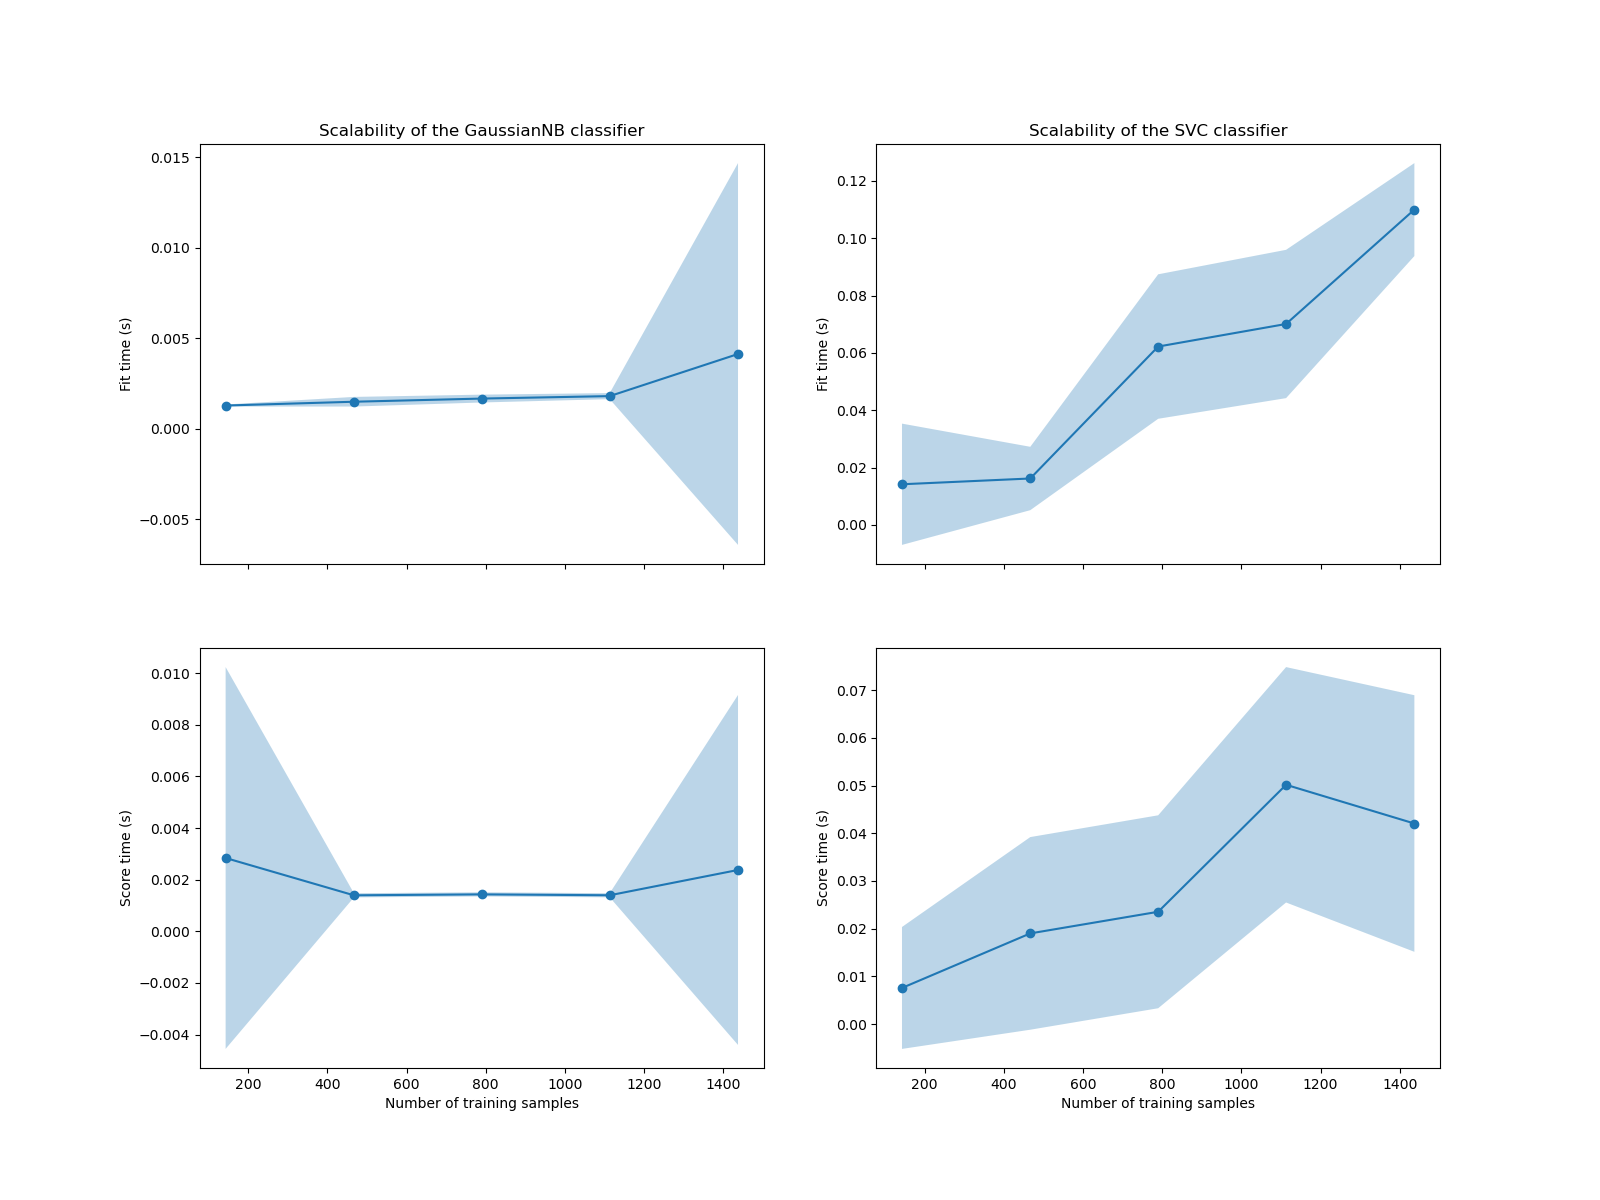 Scalability of the GaussianNB classifier
0.015
0.010
0.005
0.000
−0.005
Fit time (s)
Scalability of the SVC classifier
0.12
0.10
0.08
0.06
0.04
0.02
0.00
Fit time (s)
0.010
0.008
0.006
0.004
0.002
0.000
−0.002
−0.004
Score time (s)
200 400 600 800 1000 1200 1400
Number of training samples
0.07
0.06
0.05
0.04
0.03
0.02
0.01
0.00
Score time (s)
200 400 600 800 1000 1200 1400
Number of training samples